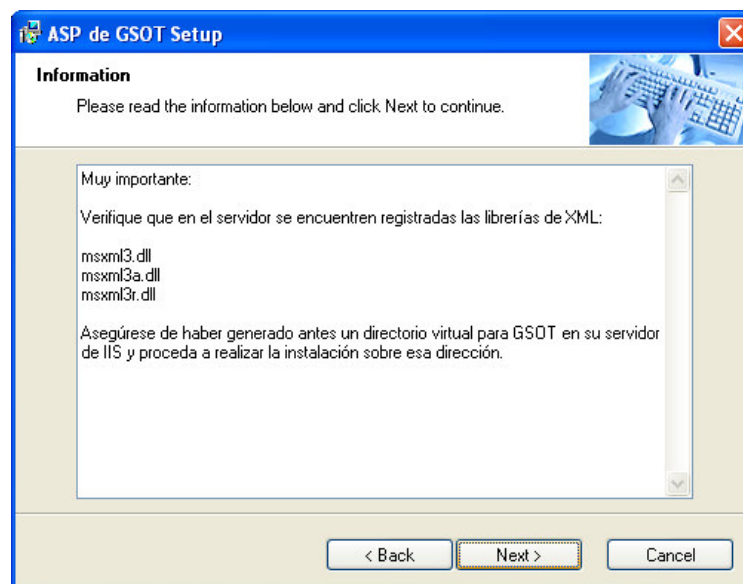 ASP de GSOT Setup
Information
Please read the information below and click Next to continue.
Muy importante:
Verifique que en el servidor se encuentren registradas las librerías de XML:
msxml3.dll
msxml3a.dll
msxml3r.dll
Asegúrese de haber generado antes un directorio virtual para GSOT en su servidor
de IIS y proceda a realizar la instalación sobre esa dirección.
< Back
Next >
Cancel